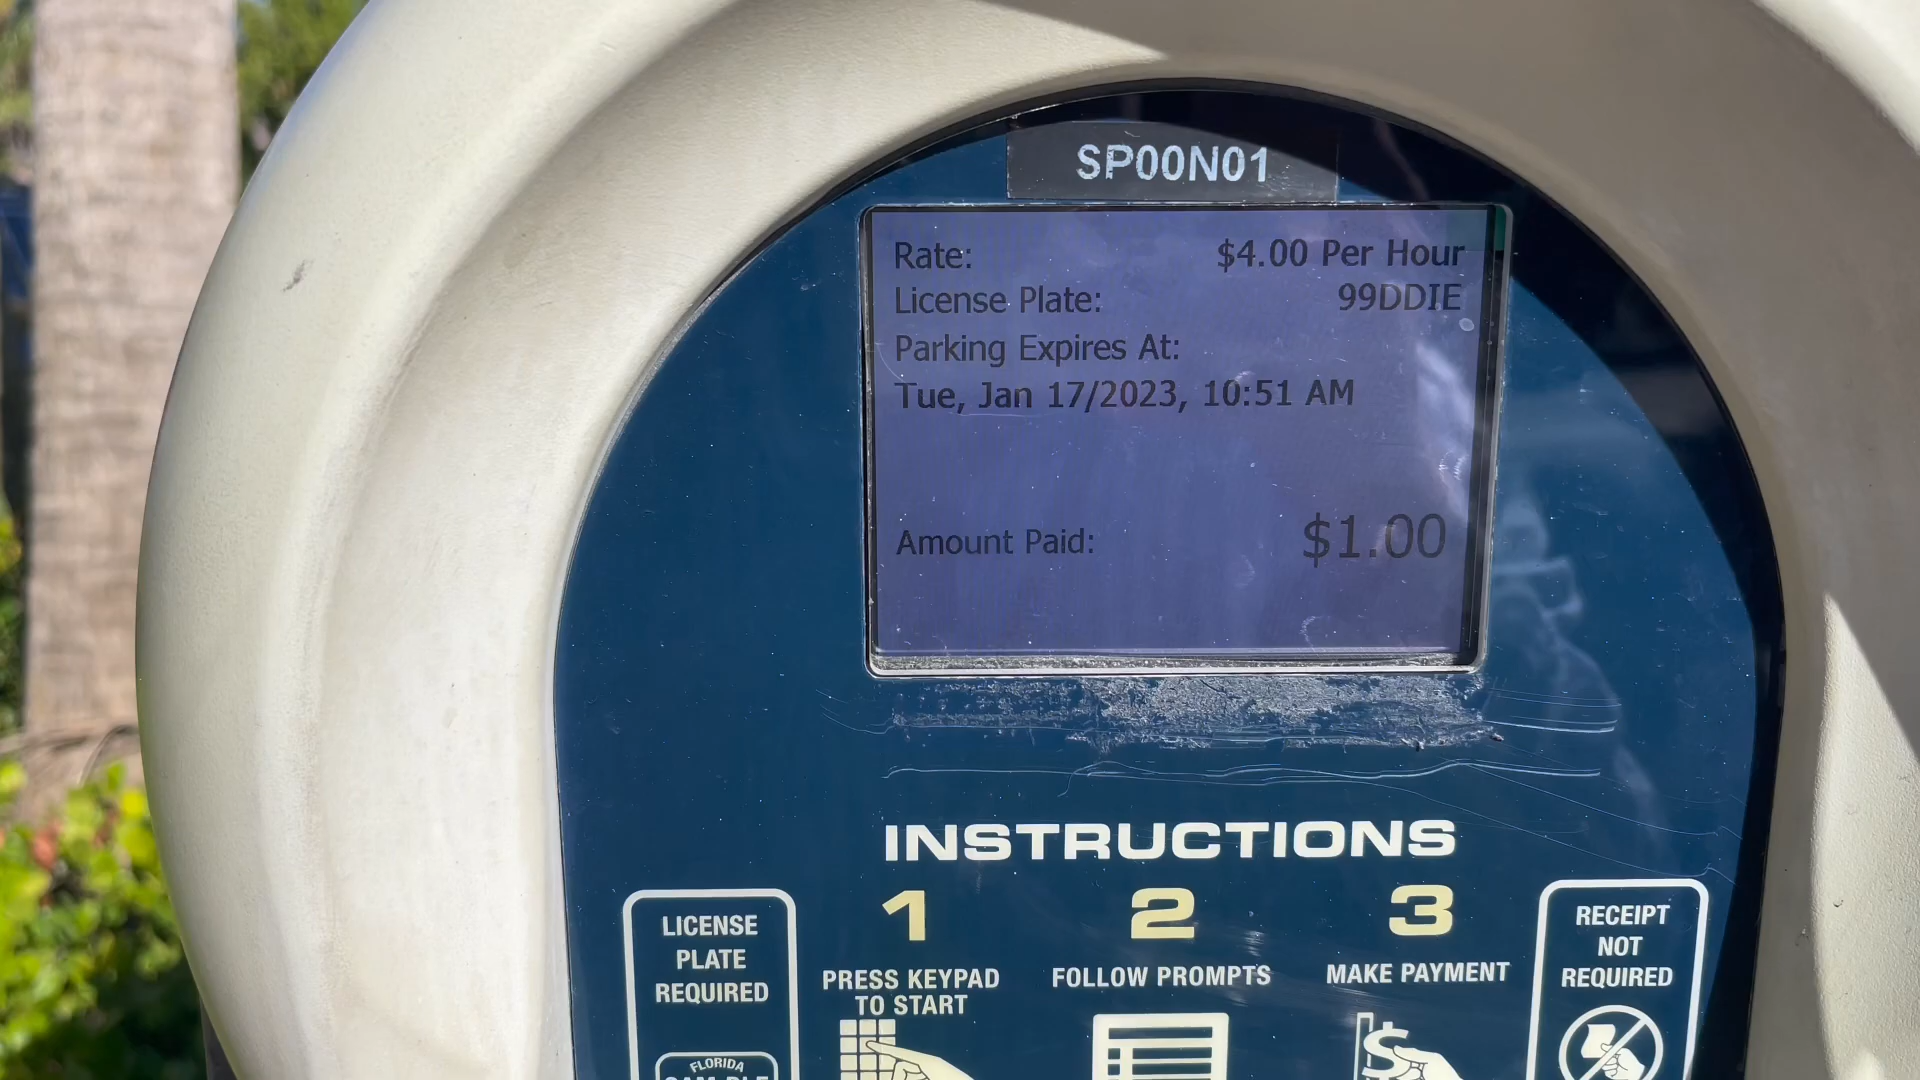 SP00N01
Rate: $4.00 Per Hour
License Plate: 99DDIE
Parking Expires At:
Tue, Jan 17/2023, 10:51 AM
Amount Paid: $1.00
INSTRUCTIONS
LICENSE
PLATE
REQUIRED
1
PRESS KEYPAD
TO START
2
FOLLOW PROMPTS
3
MAKE PAYMENT
RECEIPT
NOT
REQUIRED
FLORIDA
$